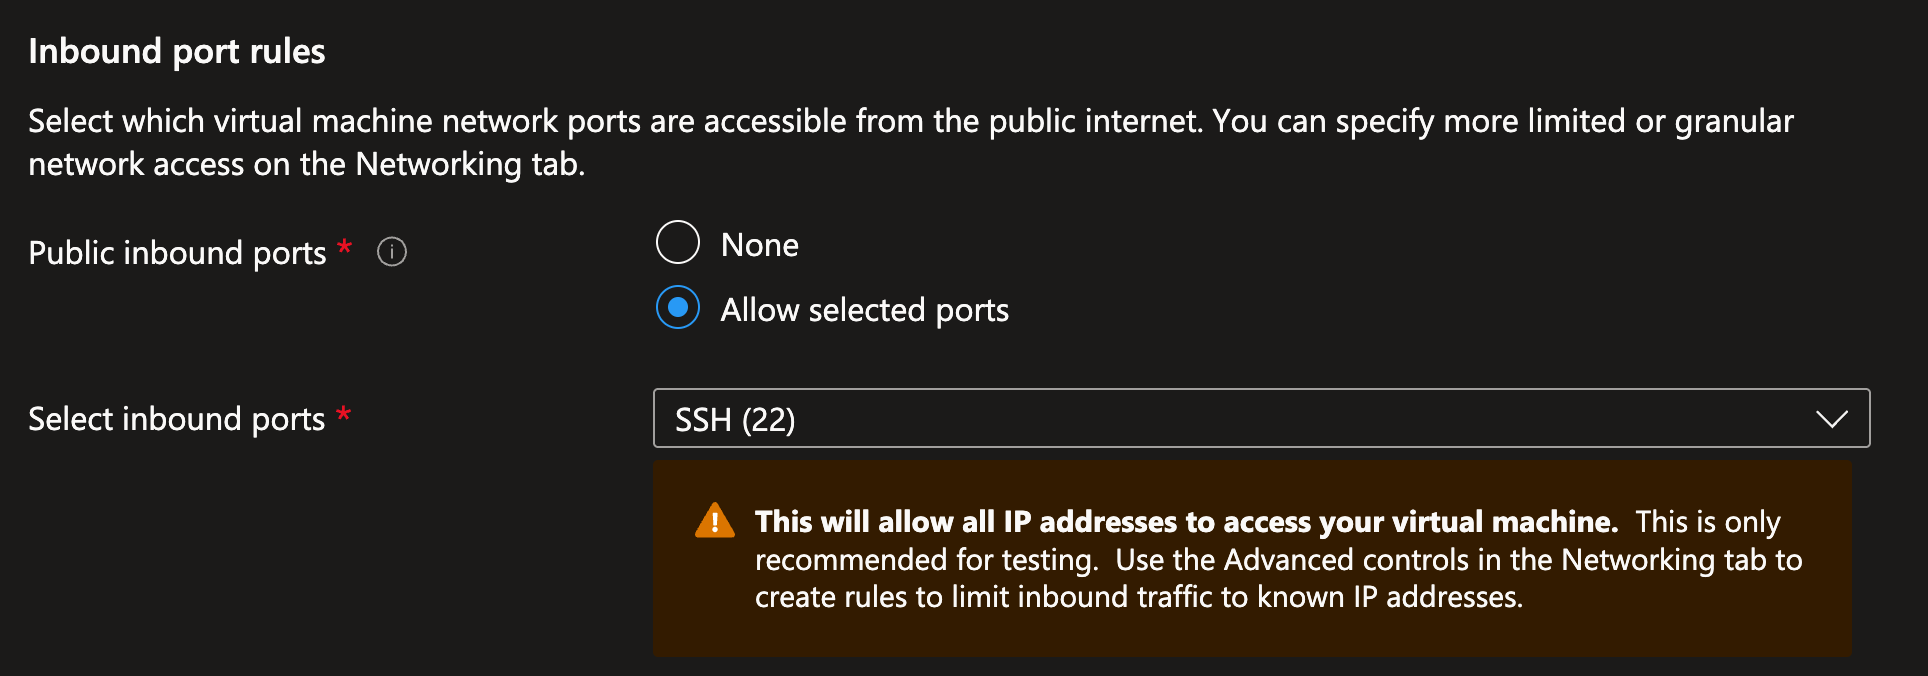 Inbound port rules
Select which virtual machine network ports are accessible from the public internet. You can specify more limited or granular
network access on the Networking tab.
Public inbound ports *
None
Allow selected ports
Select inbound ports *
SSH (22)
This will allow all IP addresses to access your virtual machine. This is only
recommended for testing. Use the Advanced controls in the Networking tab to
create rules to limit inbound traffic to known IP addresses.